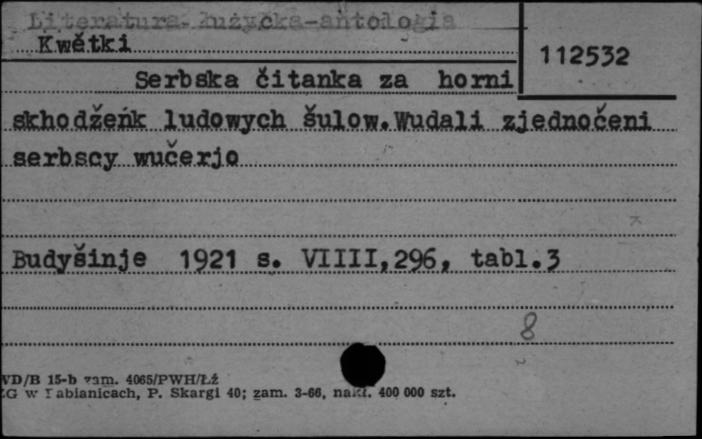 Literatura łużycka-antologia
Kwětki
112532
Serbska čitanka za horni
skhodžeńk ludowych šulow.Wudali zjednočeni
serbscy wučerjo
Budyšinje 1921 s. VIIII,296, tabl.3
8
WD/B 15-b zam. 4065/PWH/Łź
ZG w Pabianicach, P. Skargi 40; zam. 3-66, nakł. 400 000 szt.